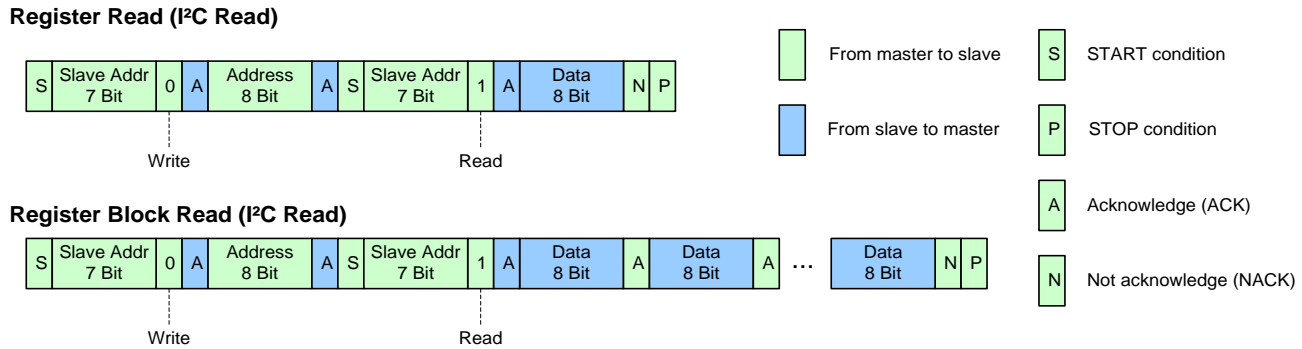 Register Read (I²C Read)
S Slave Addr 7 Bit 0 A Address 8 Bit A S Slave Addr 7 Bit 1 A Data 8 Bit N P
Write Read
Register Block Read (I²C Read)
S Slave Addr 7 Bit 0 A Address 8 Bit A S Slave Addr 7 Bit 1 A Data 8 Bit A Data 8 Bit A ... Data 8 Bit N P
Write Read
From master to slave
From slave to master
S START condition
P STOP condition
A Acknowledge (ACK)
N Not acknowledge (NACK)